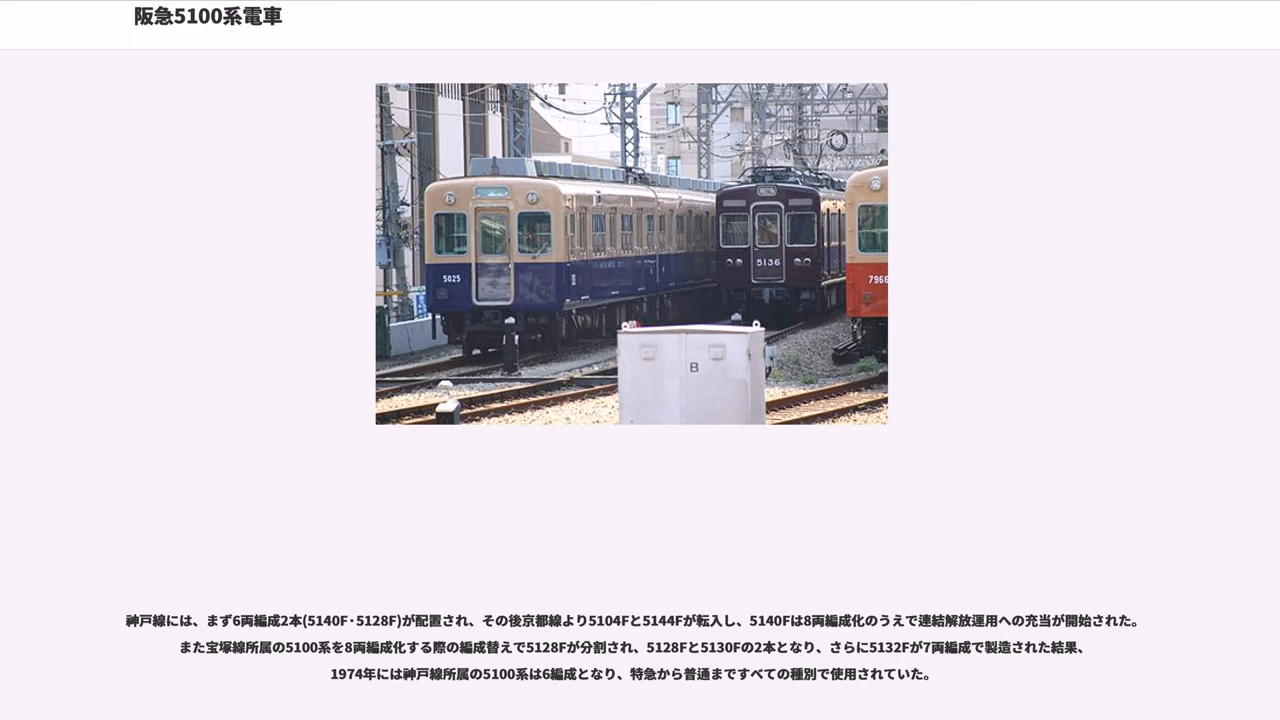 阪急5100系電車
5025
5136
7966
B
神戸線には、まず6両編成2本(5140F·5128F)が配置され、その後京都線より5104Fと5144Fが転入し、5140Fは8両編成化のうえで連結解放運用への充当が開始された。
また宝塚線所属の5100系を8両編成化する際の編成替えで5128Fが分割され、5128Fと5130Fの2本となり、さらに5132Fが7両編成で製造された結果、
1974年には神戸線所属の5100系は6編成となり、特急から普通まですべての種別で使用されていた。